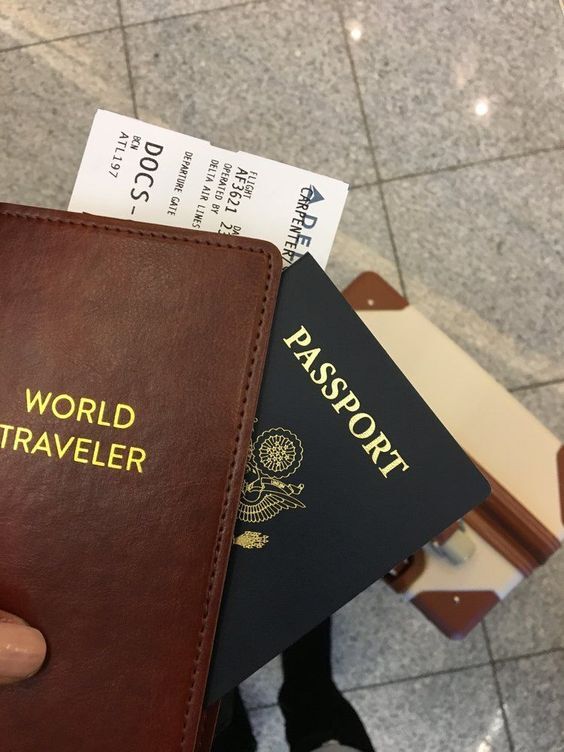 WORLD
TRAVELER
PASSPORT
CARPENTER/
FLIGHT
AF3621
OPERATED BY
DELTA AIR LINES
DEPARTURE GATE
DOCS-
BCN
ATL197